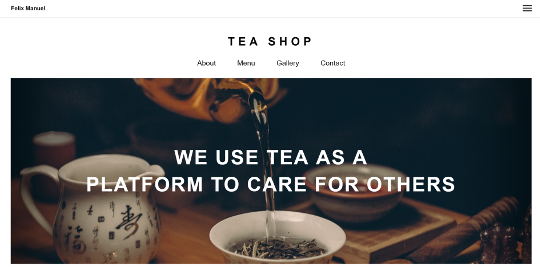 Felix Manuel
TEA SHOP
About Menu Gallery Contact
WE USE TEA AS A
PLATFORM TO CARE FOR OTHERS